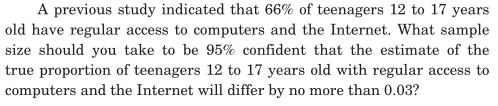 A previous study indicated that 66% of teenagers 12 to 17 years
old have regular access to computers and the Internet. What sample
size should you take to be 95% confident that the estimate of the
true proportion of teenagers 12 to 17 years old with regular access to
computers and the Internet will differ by no more than 0.03?